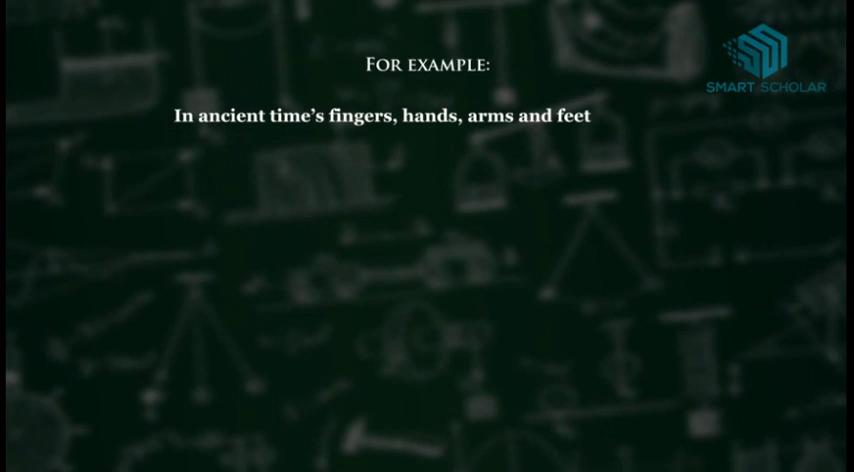 FOR EXAMPLE:
SMART SCHOLAR
In ancient time's fingers, hands, arms and feet